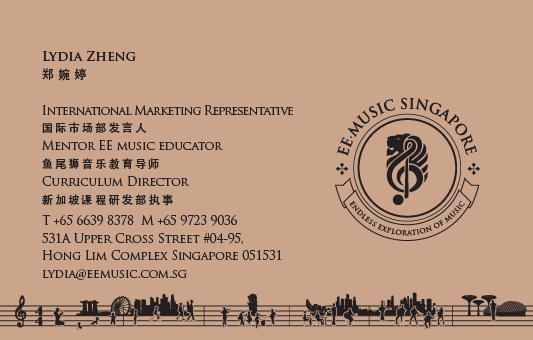 LYDIA ZHENG
郑婉婷
INTERNATIONAL MARKETING REPRESENTATIVE
国际市场部发言人
MENTOR EE MUSIC EDUCATOR
鱼尾狮音乐教育导师
CURRICULUM DIRECTOR
新加坡课程研发部执事
T +65 6639 8378 M +65 9723 9036
531A UPPER CROSS STREET #04-95,
HONG LIM COMPLEX SINGAPORE 051531
LYDIA@EEMUSIC.COM.SG
EE·MUSIC SINGAPORE
ENDLESS EXPLORATION OF MUSIC